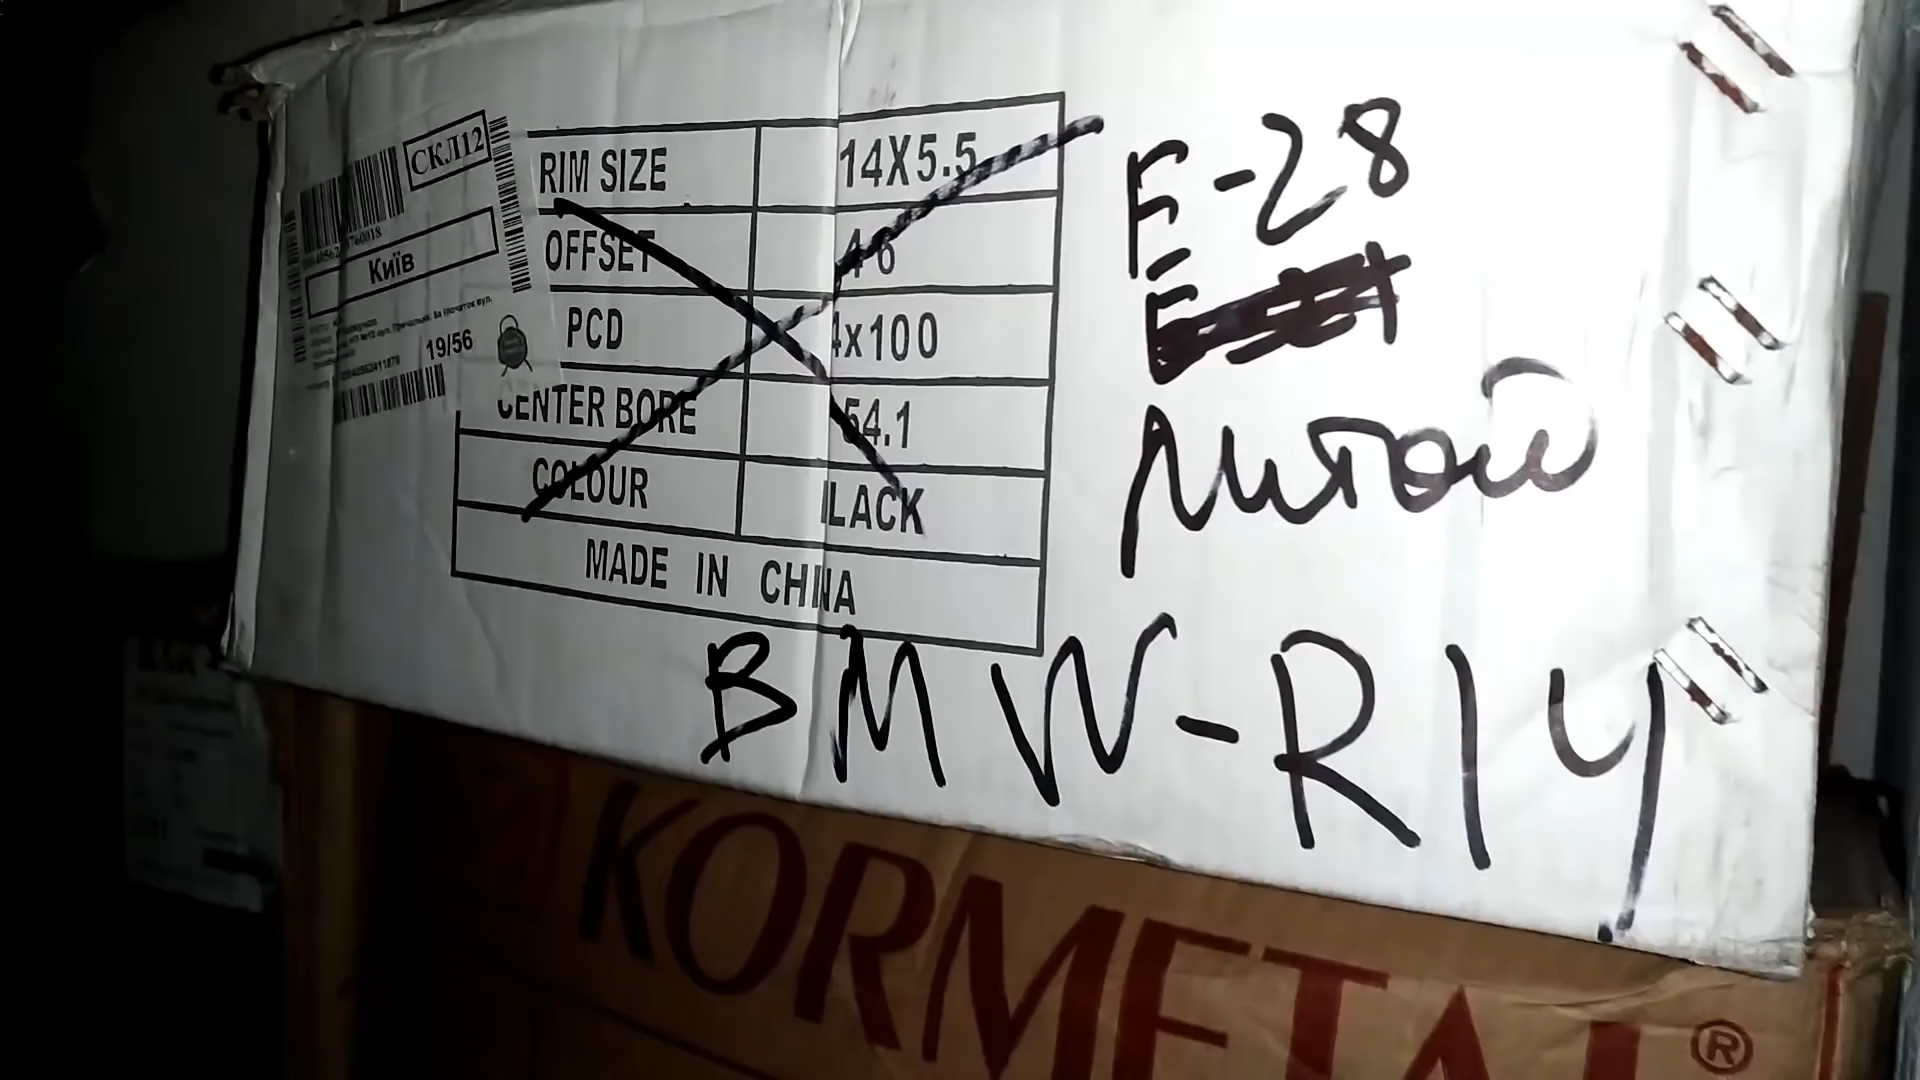 СКЛ12
Київ
19/56
RIM SIZE 14X5.5
OFFSET 46
PCD 4x100
CENTER BORE 54.1
COLOUR LACK
MADE IN CHINA
E-28
Литой
BMW-R14
KORMETAL®